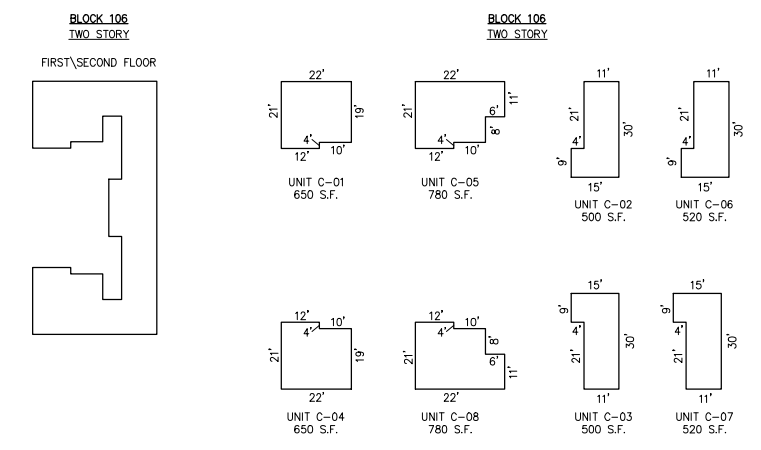 BLOCK 106
TWO STORY
FIRST\SECOND FLOOR
BLOCK 106
TWO STORY
22'
21'
19'
4'
12'
10'
UNIT C-01
650 S.F.
22'
21'
11'
6'
8'
4'
12'
10'
UNIT C-05
780 S.F.
11'
21'
30'
4'
9'
15'
UNIT C-02
500 S.F.
11'
21'
30'
4'
9'
15'
UNIT C-06
520 S.F.
12'
10'
4'
21'
19'
22'
UNIT C-04
650 S.F.
12'
10'
4'
8'
21'
6'
11'
22'
UNIT C-08
780 S.F.
15'
9'
4'
30'
21'
11'
UNIT C-03
500 S.F.
15'
9'
4'
30'
21'
11'
UNIT C-07
520 S.F.